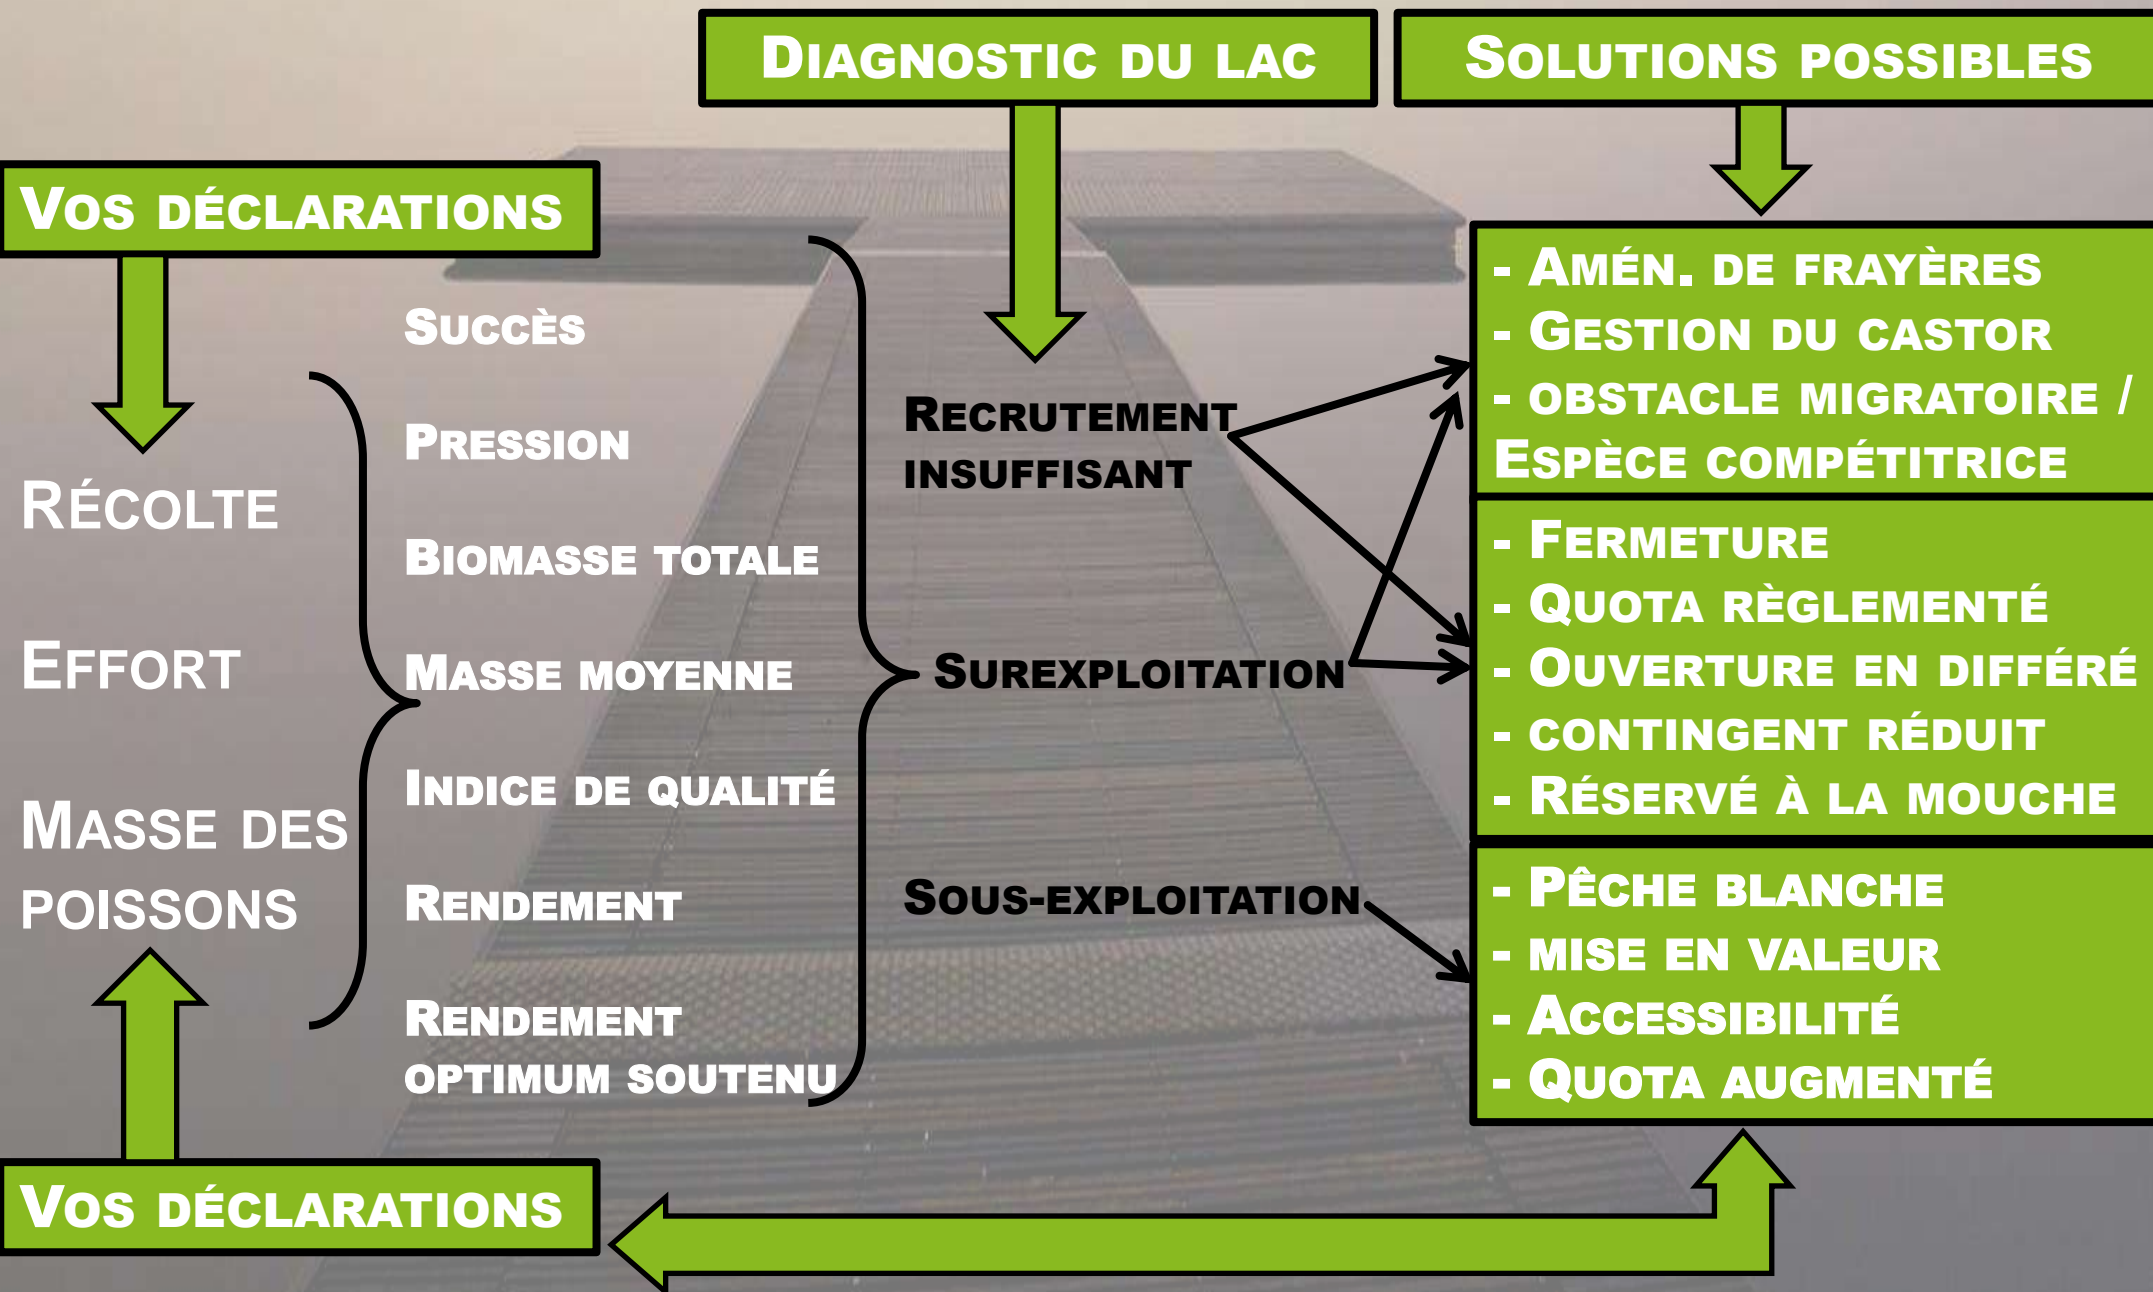 Diagnostic du lac
Solutions possibles
Vos déclarations
Récolte
Effort
Masse des
poissons
Vos déclarations
Succès
Pression
Biomasse totale
Masse moyenne
Indice de qualité
Rendement
Rendement
optimum soutenu
Recrutement
insuffisant
Surexploitation
Sous-exploitation
- Amén. de frayères
- Gestion du castor
- obstacle migratoire /
Espèce compétitrice
- Fermeture
- Quota règlementé
- Ouverture en différé
- contingent réduit
- Réservé à la mouche
- Pêche blanche
- mise en valeur
- Accessibilité
- Quota augmenté